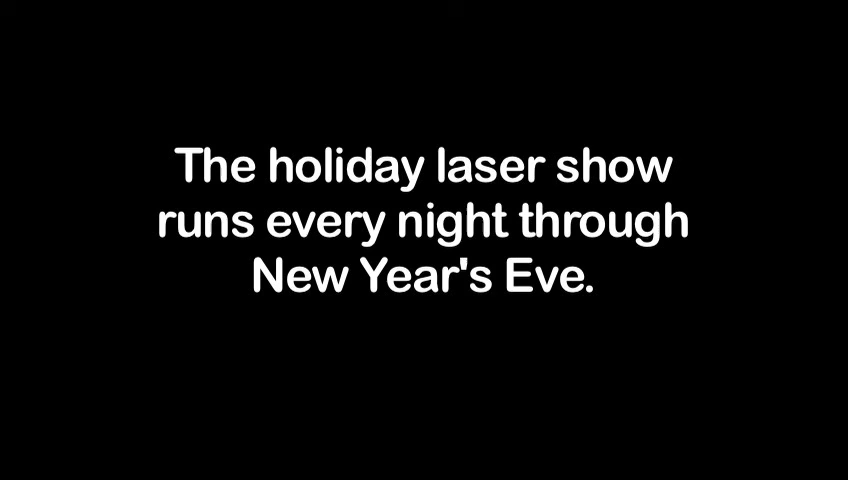 The holiday laser show
runs every night through
New Year's Eve.